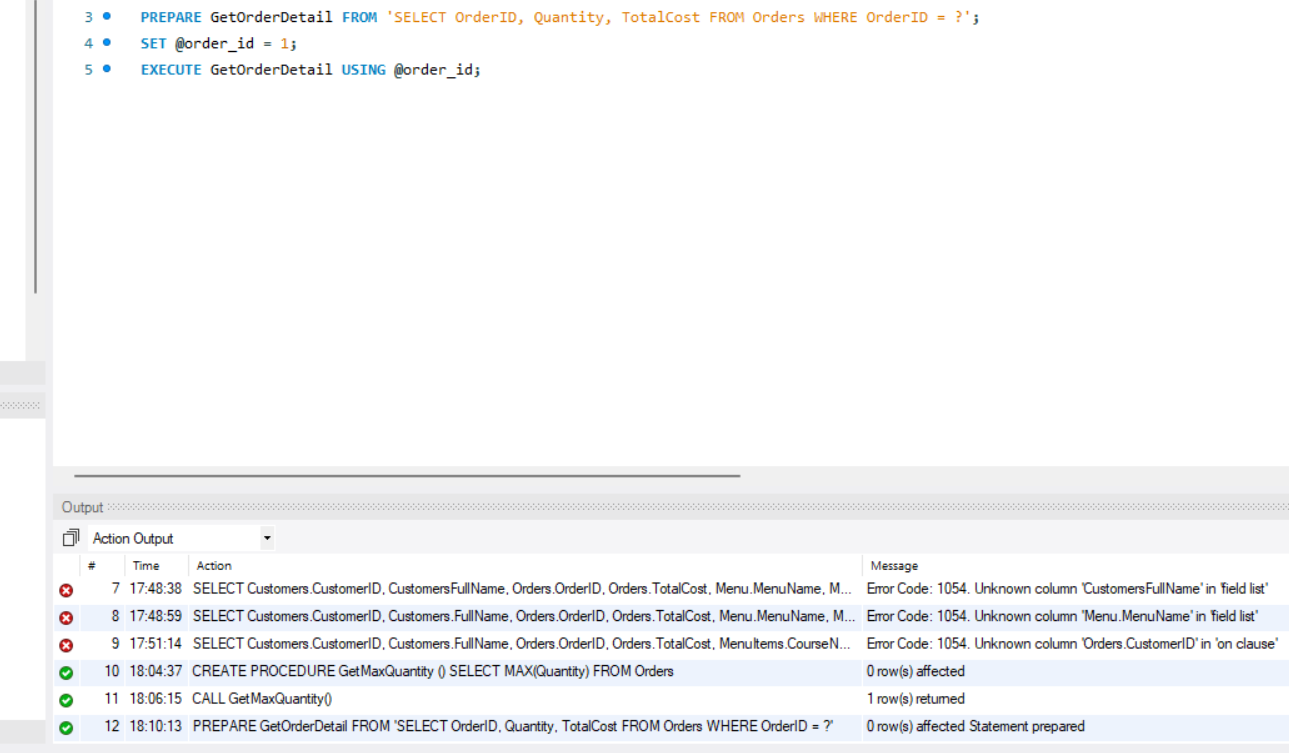 3 PREPARE GetOrderDetail FROM 'SELECT OrderID, Quantity, TotalCost FROM Orders WHERE OrderID = ?';
4 SET @order_id = 1;
5 EXECUTE GetOrderDetail USING @order_id;
Output
Action Output
# Time Action Message
7 17:48:38 SELECT Customers.CustomerID, CustomersFullName, Orders.OrderID, Orders.TotalCost, Menu.MenuName, M... Error Code: 1054. Unknown column 'CustomersFullName' in 'field list'
8 17:48:59 SELECT Customers.CustomerID, Customers.FullName, Orders.OrderID, Orders.TotalCost, Menu.MenuName, M... Error Code: 1054. Unknown column 'Menu.MenuName' in 'field list'
9 17:51:14 SELECT Customers.CustomerID, Customers.FullName, Orders.OrderID, Orders.TotalCost, MenuItems.CourseN... Error Code: 1054. Unknown column 'Orders.CustomerID' in 'on clause'
10 18:04:37 CREATE PROCEDURE GetMaxQuantity () SELECT MAX(Quantity) FROM Orders 0 row(s) affected
11 18:06:15 CALL GetMaxQuantity() 1 row(s) returned
12 18:10:13 PREPARE GetOrderDetail FROM 'SELECT OrderID, Quantity, TotalCost FROM Orders WHERE OrderID = ?' 0 row(s) affected Statement prepared